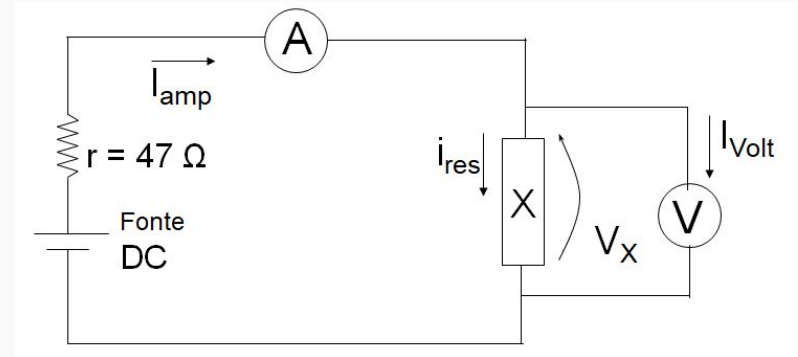 A
Iamp
r = 47 Ω
Fonte
DC
ires
X
VX
IVolt
V